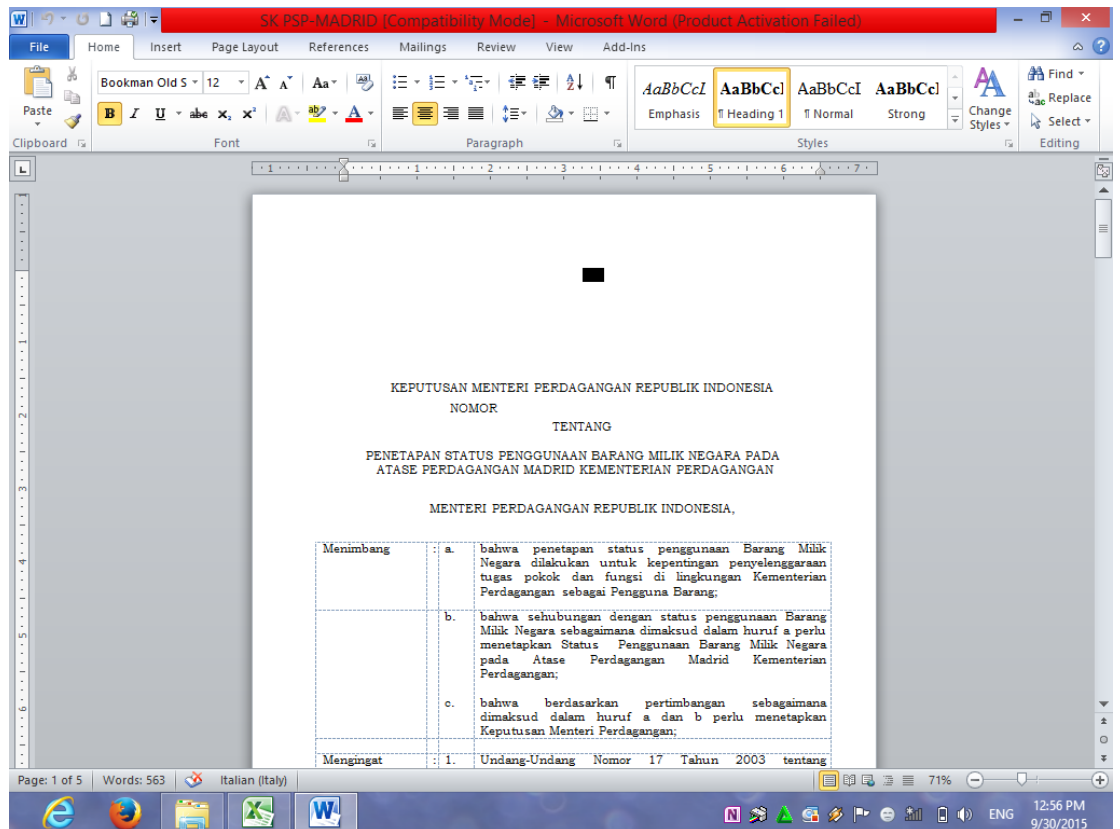 SK PSP-MADRID [Compatibility Mode] - Microsoft Word (Product Activation Failed)
File Home Insert Page Layout References Mailings Review View Add-Ins
Paste
Clipboard
Bookman Old S 12
Font
Paragraph
AaBbCcI AaBbCcI AaBbCcI AaBbCcI
Emphasis ¶ Heading 1 ¶ Normal Strong
Change Styles
Styles
Find
Replace
Select
Editing
1 1 2 3 4 5 6 7
KEPUTUSAN MENTERI PERDAGANGAN REPUBLIK INDONESIA
NOMOR
TENTANG
PENETAPAN STATUS PENGGUNAAN BARANG MILIK NEGARA PADA
ATASE PERDAGANGAN MADRID KEMENTERIAN PERDAGANGAN
MENTERI PERDAGANGAN REPUBLIK INDONESIA,
Menimbang : a. bahwa penetapan status penggunaan Barang Milik
Negara dilakukan untuk kepentingan penyelenggaraan
tugas pokok dan fungsi di lingkungan Kementerian
Perdagangan sebagai Pengguna Barang;
b. bahwa sehubungan dengan status penggunaan Barang
Milik Negara sebagaimana dimaksud dalam huruf a perlu
menetapkan Status Penggunaan Barang Milik Negara
pada Atase Perdagangan Madrid Kementerian
Perdagangan;
c. bahwa berdasarkan pertimbangan sebagaimana
dimaksud dalam huruf a dan b perlu menetapkan
Keputusan Menteri Perdagangan;
Mengingat : 1. Undang-Undang Nomor 17 Tahun 2003 tentang
Page: 1 of 5 Words: 563 Italian (Italy) 71%
ENG
12:56 PM
9/30/2015